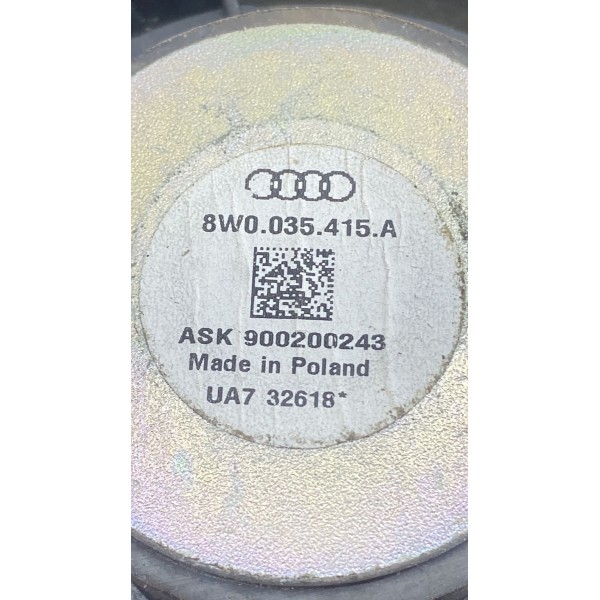 8W0.035.415.A
ASK 900200243
Made in Poland
UA7 32618*